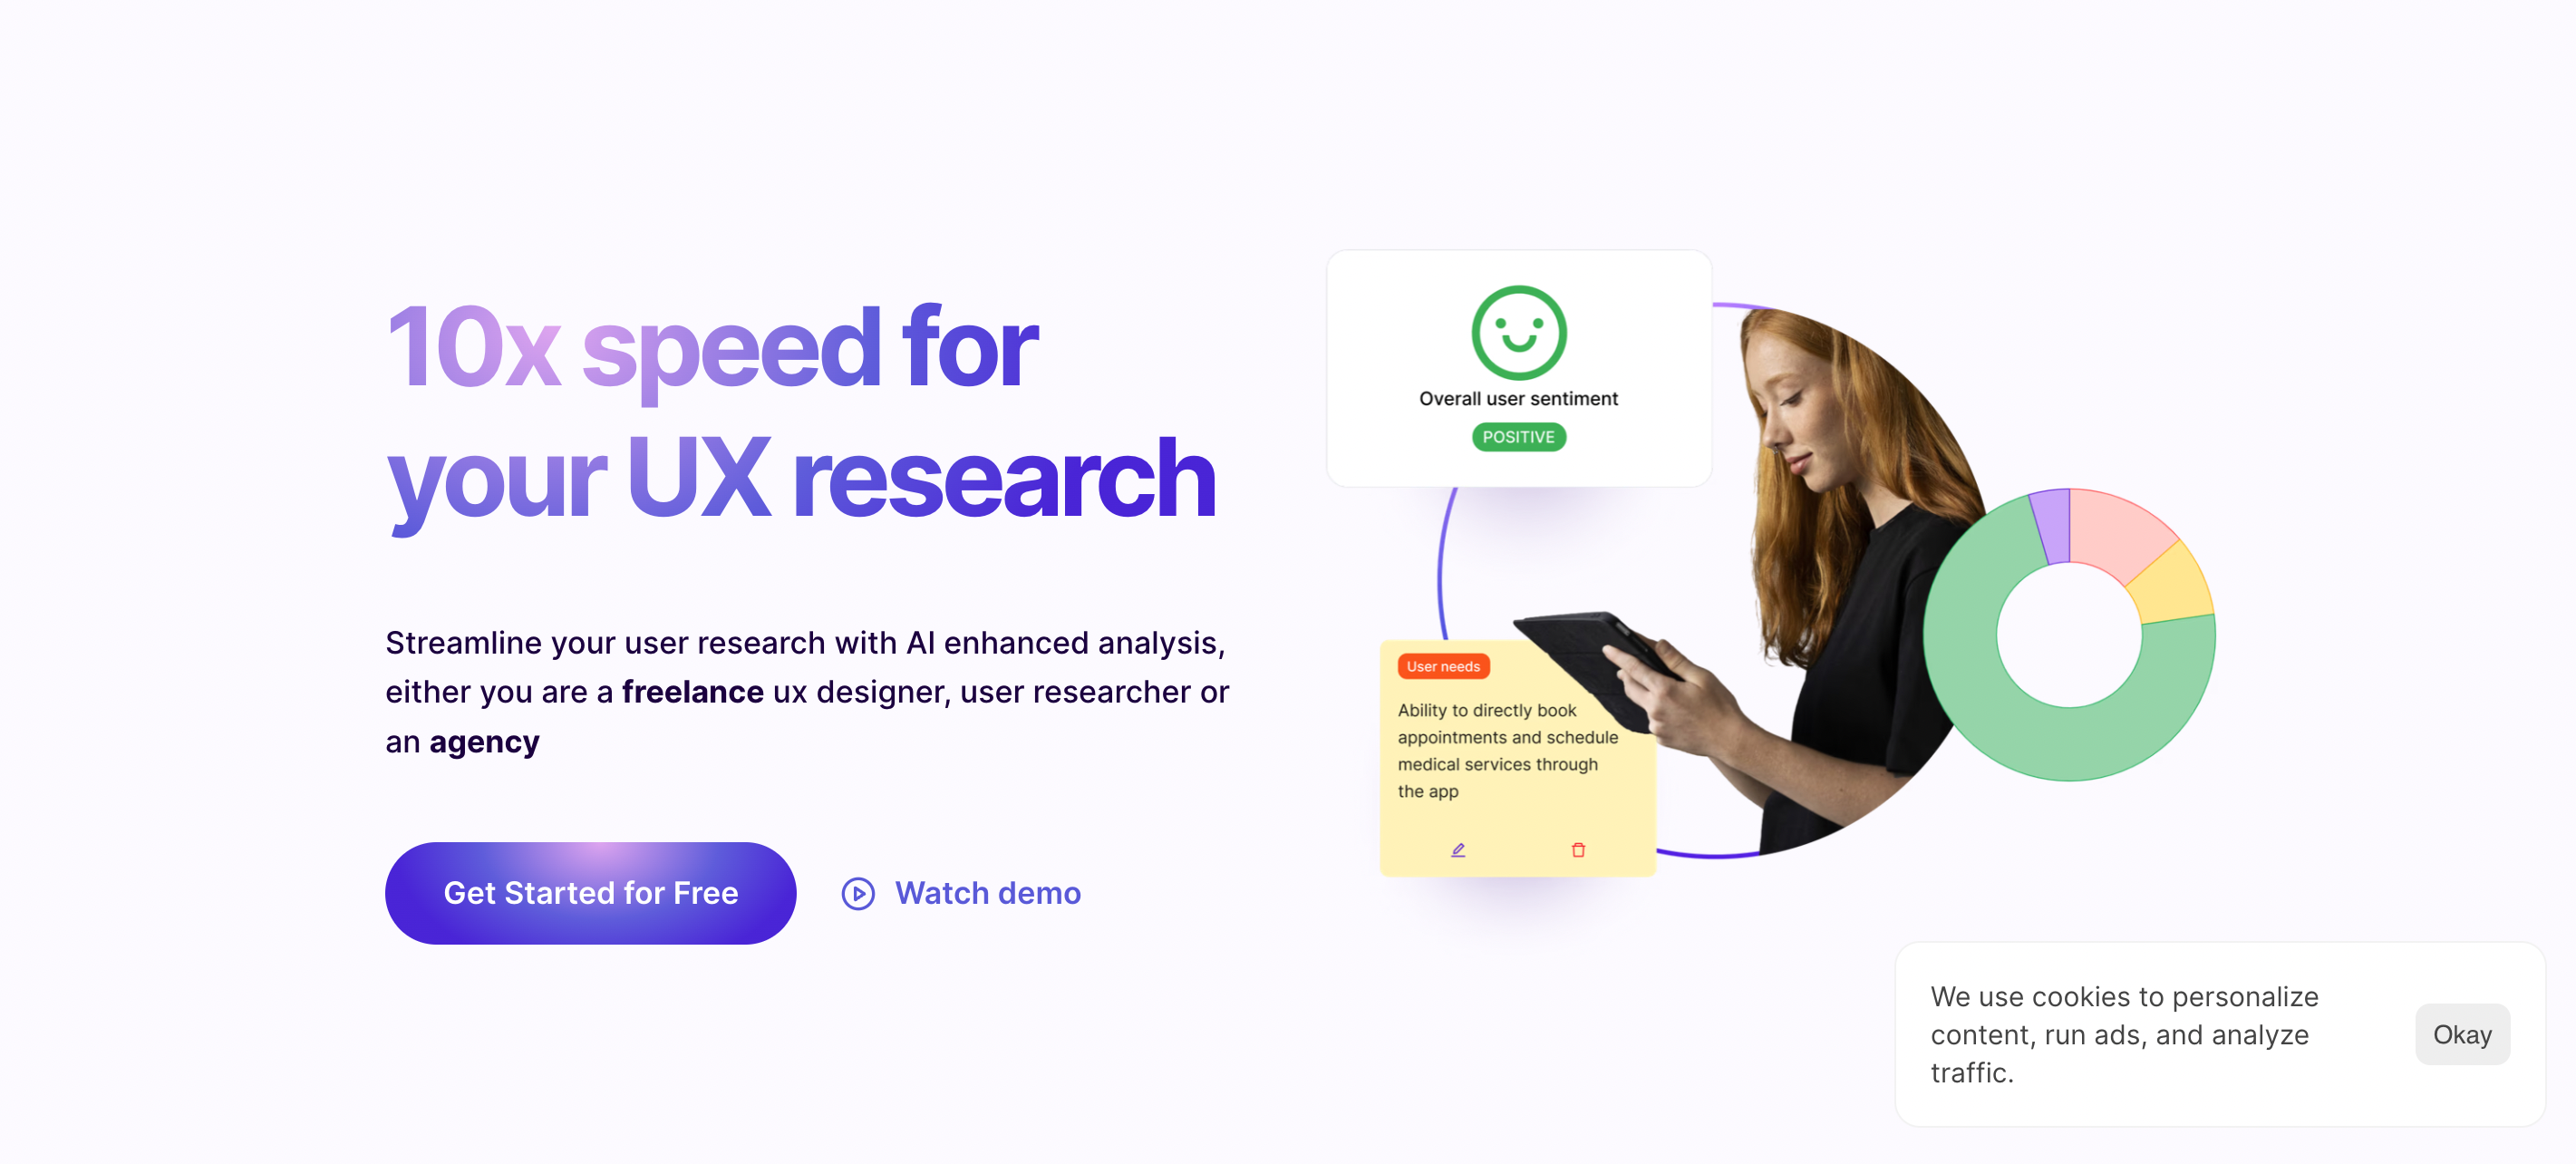 10x speed for
your UX research
Streamline your user research with AI enhanced analysis,
either you are a freelance ux designer, user researcher or
an agency
Get Started for Free
Watch demo
Overall user sentiment
POSITIVE
User needs
Ability to directly book
appointments and schedule
medical services through
the app
We use cookies to personalize
content, run ads, and analyze
traffic.
Okay